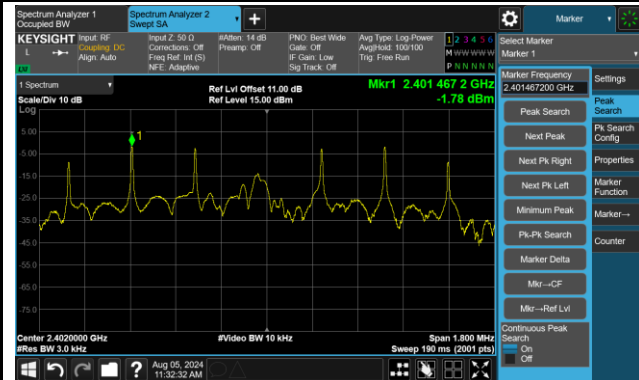 Spectrum Analyzer 1
Occupied BW
Spectrum Analyzer 2
Swept SA
+
Marker
KEYSIGHT
L
Input: RF
Coupling: DC
Align: Auto
Input Z: 50 Ω
Corrections: Off
Freq Ref: Int (S)
NFE: Adaptive
#Atten: 14 dB
Preamp: Off
PNO: Best Wide
Gate: Off
IF Gain: Low
Sig Track: Off
Avg Type: Log-Power
Avg|Hold: 100/100
Trig: Free Run
1 2 3 4 5 6
M W W W W W
P N N N N N
Select Marker
Marker 1
1 Spectrum
Scale/Div 10 dB
Log
Ref Lvl Offset 11.00 dB
Ref Level 15.00 dBm
Mkr1 2.401 467 2 GHz
-1.78 dBm
5.00
-5.00
-15.0
-25.0
-35.0
-45.0
-55.0
-65.0
-75.0
1
Center 2.4020000 GHz
#Res BW 3.0 kHz
#Video BW 10 kHz
Span 1.800 MHz
Sweep 190 ms (2001 pts)
Marker Frequency
2.401467200 GHz
Peak Search
Next Peak
Next Pk Right
Next Pk Left
Minimum Peak
Pk-Pk Search
Marker Delta
Mkr→CF
Mkr→Ref Lvl
Continuous Peak
Search
On
Off
Settings
Peak
Search
Pk Search
Config
Properties
Marker
Function
Marker→
Counter
?
Aug 05, 2024
11:32:32 AM